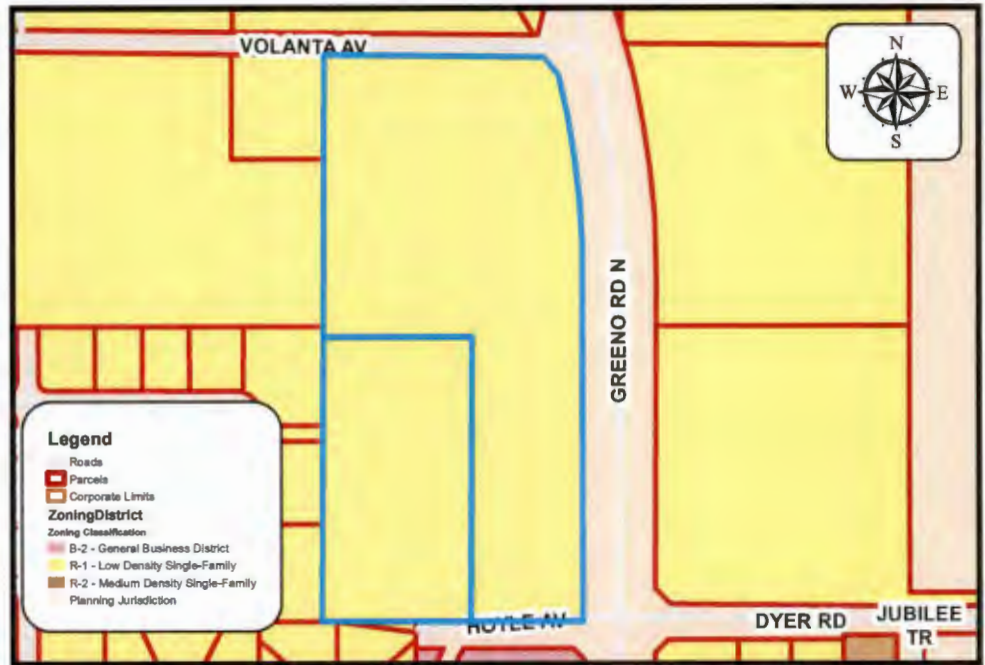 VOLANTA AV
N
W E
S
GREENO RD N
Legend
Roads
Parcels
Corporate Limits
ZoningDistrict
Zoning Classification
B-2 - General Business District
R-1 - Low Density Single-Family
R-2 - Medium Density Single-Family
Planning Jurisdiction
HOYLE AV
DYER RD
JUBILEE
TR